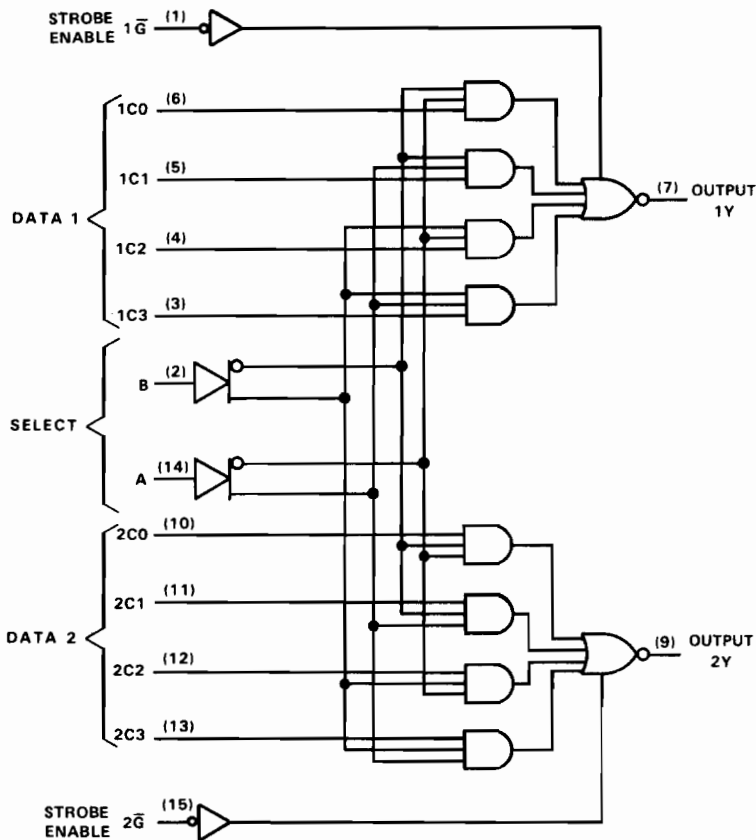 STROBE
ENABLE 1G̅ (1)
1C0 (6)
1C1 (5)
DATA 1
(7) OUTPUT
1Y
1C2 (4)
1C3 (3)
B (2)
SELECT
A (14)
2C0 (10)
2C1 (11)
DATA 2
(9) OUTPUT
2Y
2C2 (12)
2C3 (13)
STROBE
ENABLE 2G̅ (15)